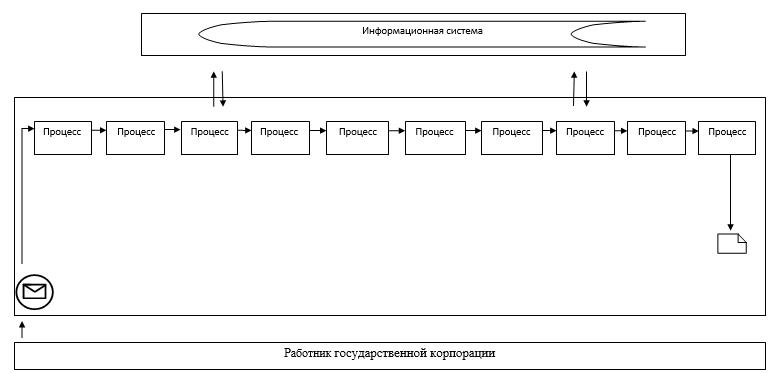 Информационная система
Процесс
Процесс
Процесс
Процесс
Процесс
Процесс
Процесс
Процесс
Процесс
Процесс
Работник государственной корпорации